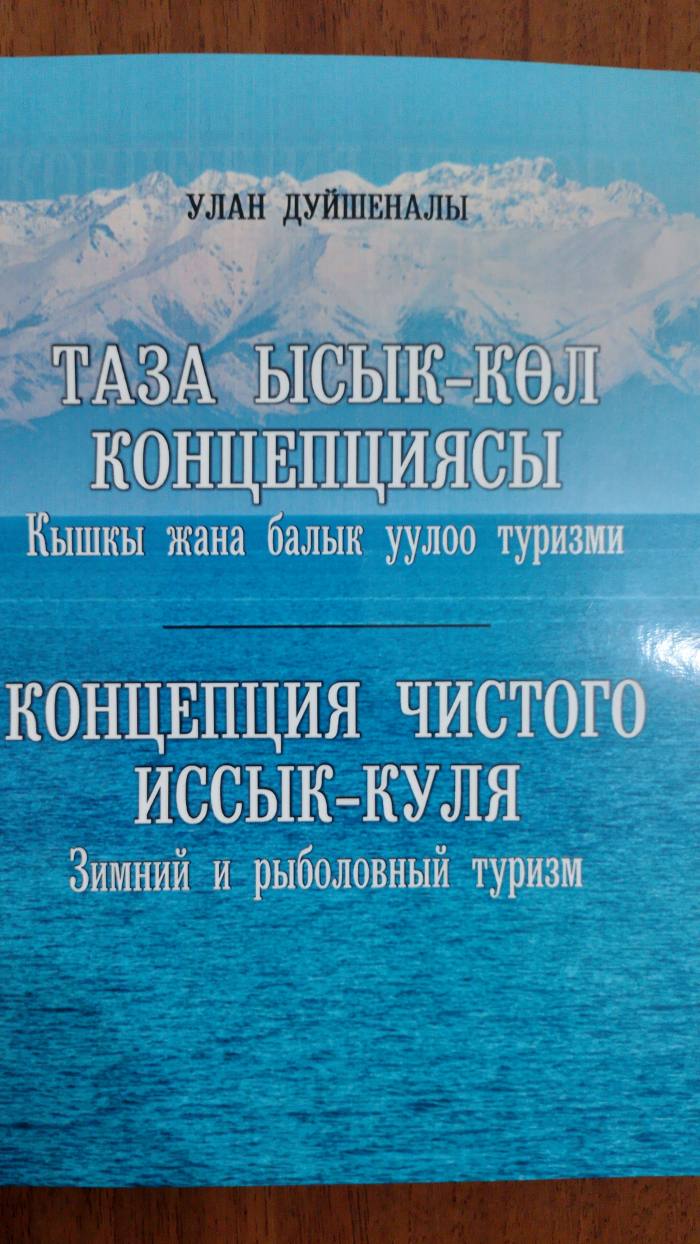 УЛАН ДУЙШЕНАЛЫ
ТАЗА ЫСЫК-КӨЛ
КОНЦЕПЦИЯСЫ
Кышкы жана балык уулоо туризми
КОНЦЕПЦИЯ ЧИСТОГО
ИССЫК-КУЛЯ
Зимний и рыболовный туризм